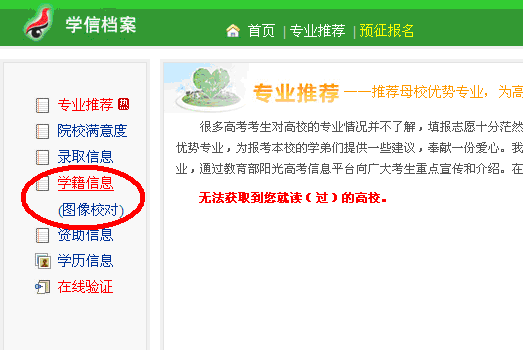 学信档案
首页 | 专业推荐 | 预征报名
专业推荐 热
院校满意度
录取信息
学籍信息
(图像校对)
资助信息
学历信息
在线验证
专业推荐 ——推荐母校优势专业，为高
很多高考考生对高校的专业情况并不了解，填报志愿十分茫然
优势专业，为报考本校的学弟们提供一些建议，奉献一份爱心。我
业，通过教育部阳光高考信息平台向广大考生重点宣传和介绍。在
无法获取到您就读（过）的高校。